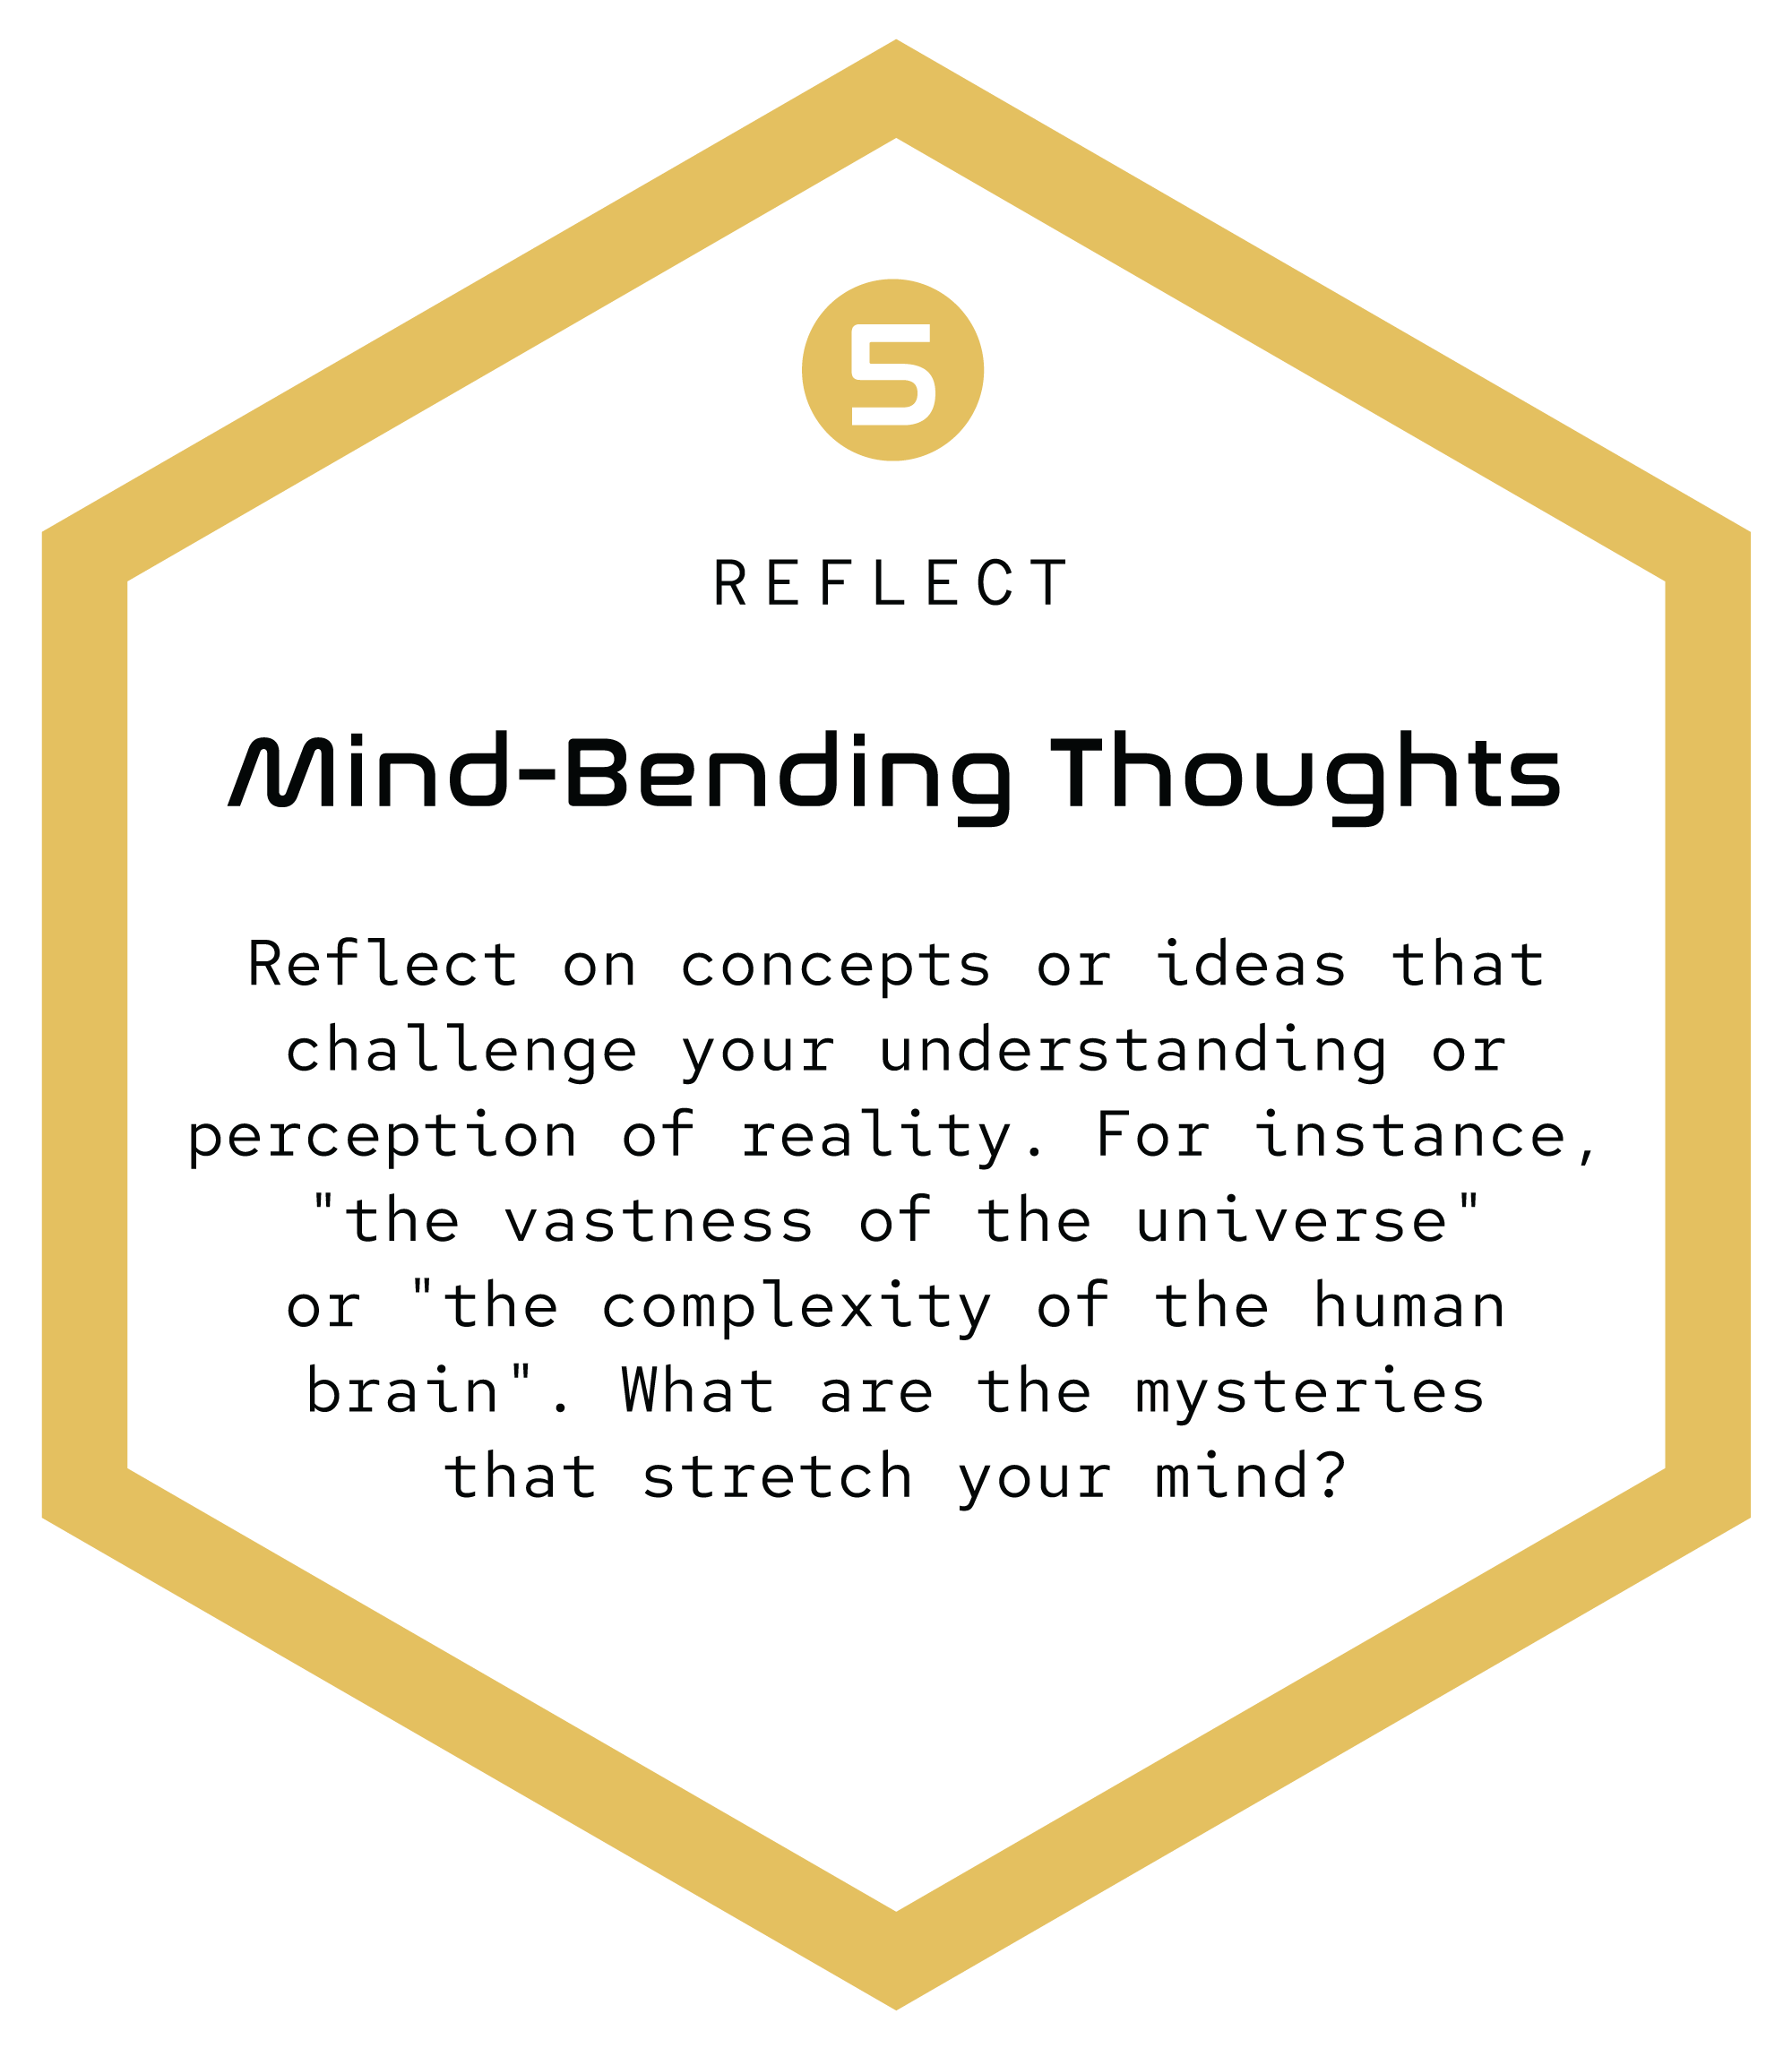 5
REFLECT
Mind-Bending Thoughts
Reflect on concepts or ideas that
challenge your understanding or
perception of reality. For instance,
"the vastness of the universe"
or "the complexity of the human
brain". What are the mysteries
that stretch your mind?